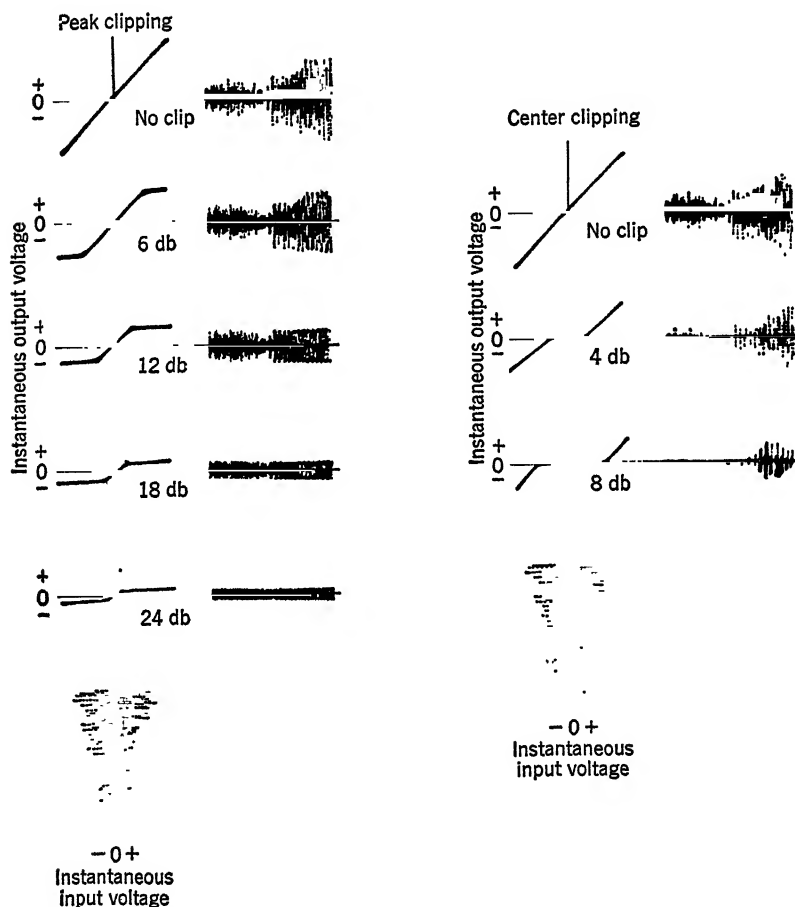 Peak clipping
+
0
−
No clip
+
0
−
6 db
+
0
−
12 db
+
0
−
18 db
+
0
−
24 db
Instantaneous output voltage
− 0 +
Instantaneous
input voltage
Center clipping
+
0
−
No clip
+
0
−
4 db
+
0
−
8 db
Instantaneous output voltage
− 0 +
Instantaneous
input voltage